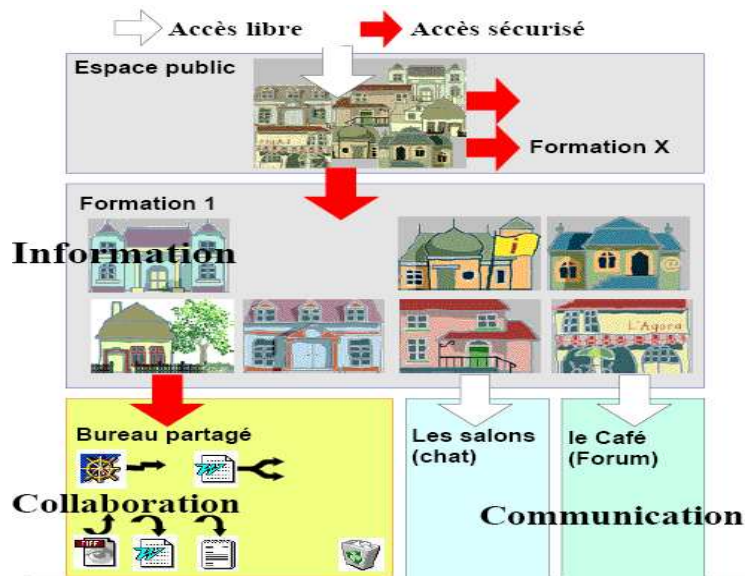 Accès libre
Accès sécurisé
Espace public
Formation X
Formation 1
Information
L'Agora
Bureau partagé
Les salons
(chat)
le Café
(Forum)
Collaboration
Communication
TIFF